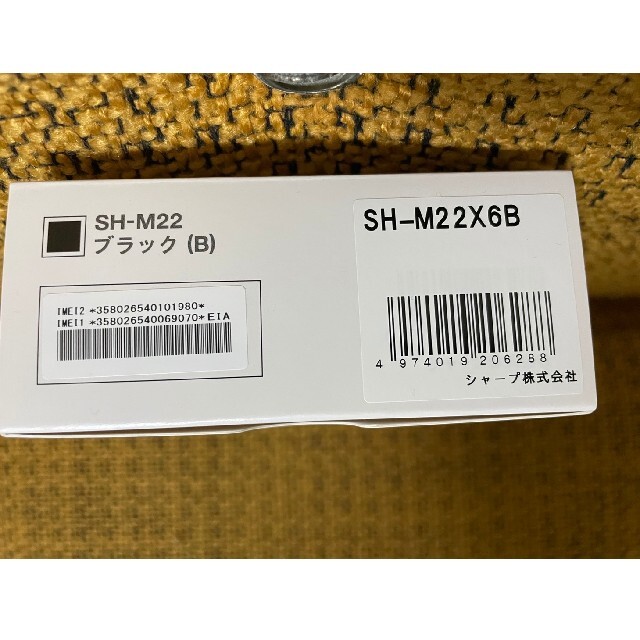 SH-M22
ブラック (B)
IMEI2 *358026540101980*
IMEI1 *358026540069070*EIA
SH-M22X6B
4 974019 206288
シャープ株式会社